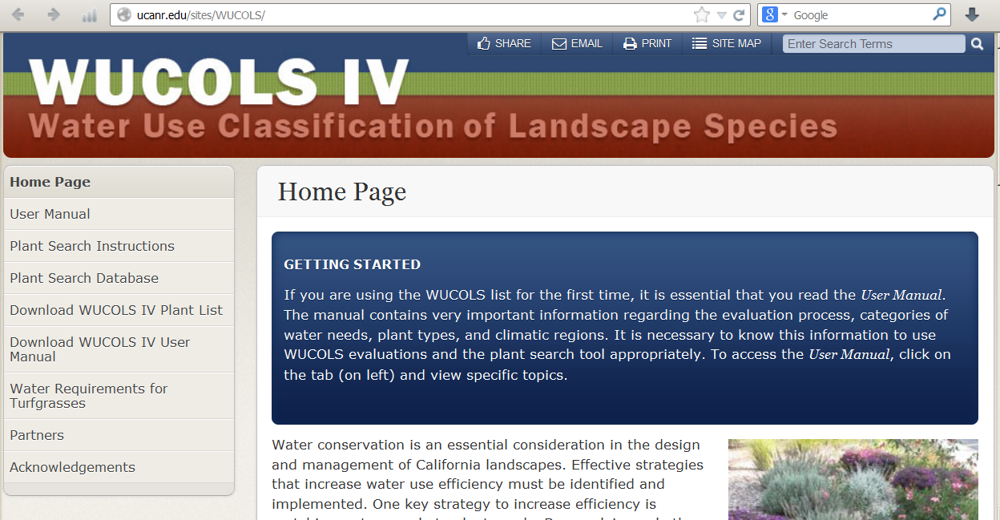 ucanr.edu/sites/WUCOLS/
8 Google
SHARE EMAIL PRINT SITE MAP Enter Search Terms
WUCOLS IV
Water Use Classification of Landscape Species
Home Page
User Manual
Plant Search Instructions
Plant Search Database
Download WUCOLS IV Plant List
Download WUCOLS IV User
Manual
Water Requirements for
Turfgrasses
Partners
Acknowledgements
Home Page
GETTING STARTED
If you are using the WUCOLS list for the first time, it is essential that you read the User Manual.
The manual contains very important information regarding the evaluation process, categories of
water needs, plant types, and climatic regions. It is necessary to know this information to use
WUCOLS evaluations and the plant search tool appropriately. To access the User Manual, click on
the tab (on left) and view specific topics.
Water conservation is an essential consideration in the design
and management of California landscapes. Effective strategies
that increase water use efficiency must be identified and
implemented. One key strategy to increase efficiency is